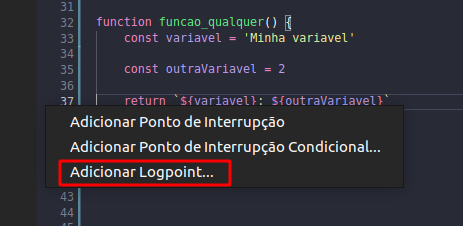 31
32 function funcao_qualquer() {
33 const variavel = 'Minha variavel'
34
35 const outraVariavel = 2
36
37 return `${variavel}: ${outraVariavel}`
Adicionar Ponto de Interrupção
Adicionar Ponto de Interrupção Condicional...
Adicionar Logpoint...
43
44
45